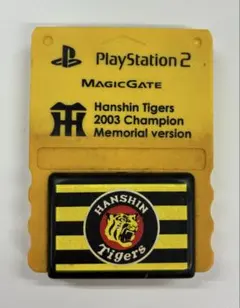 PlayStation 2
MAGICGATE
Hanshin Tigers
2003 Champion
Memorial version
HANSHIN
Tigers